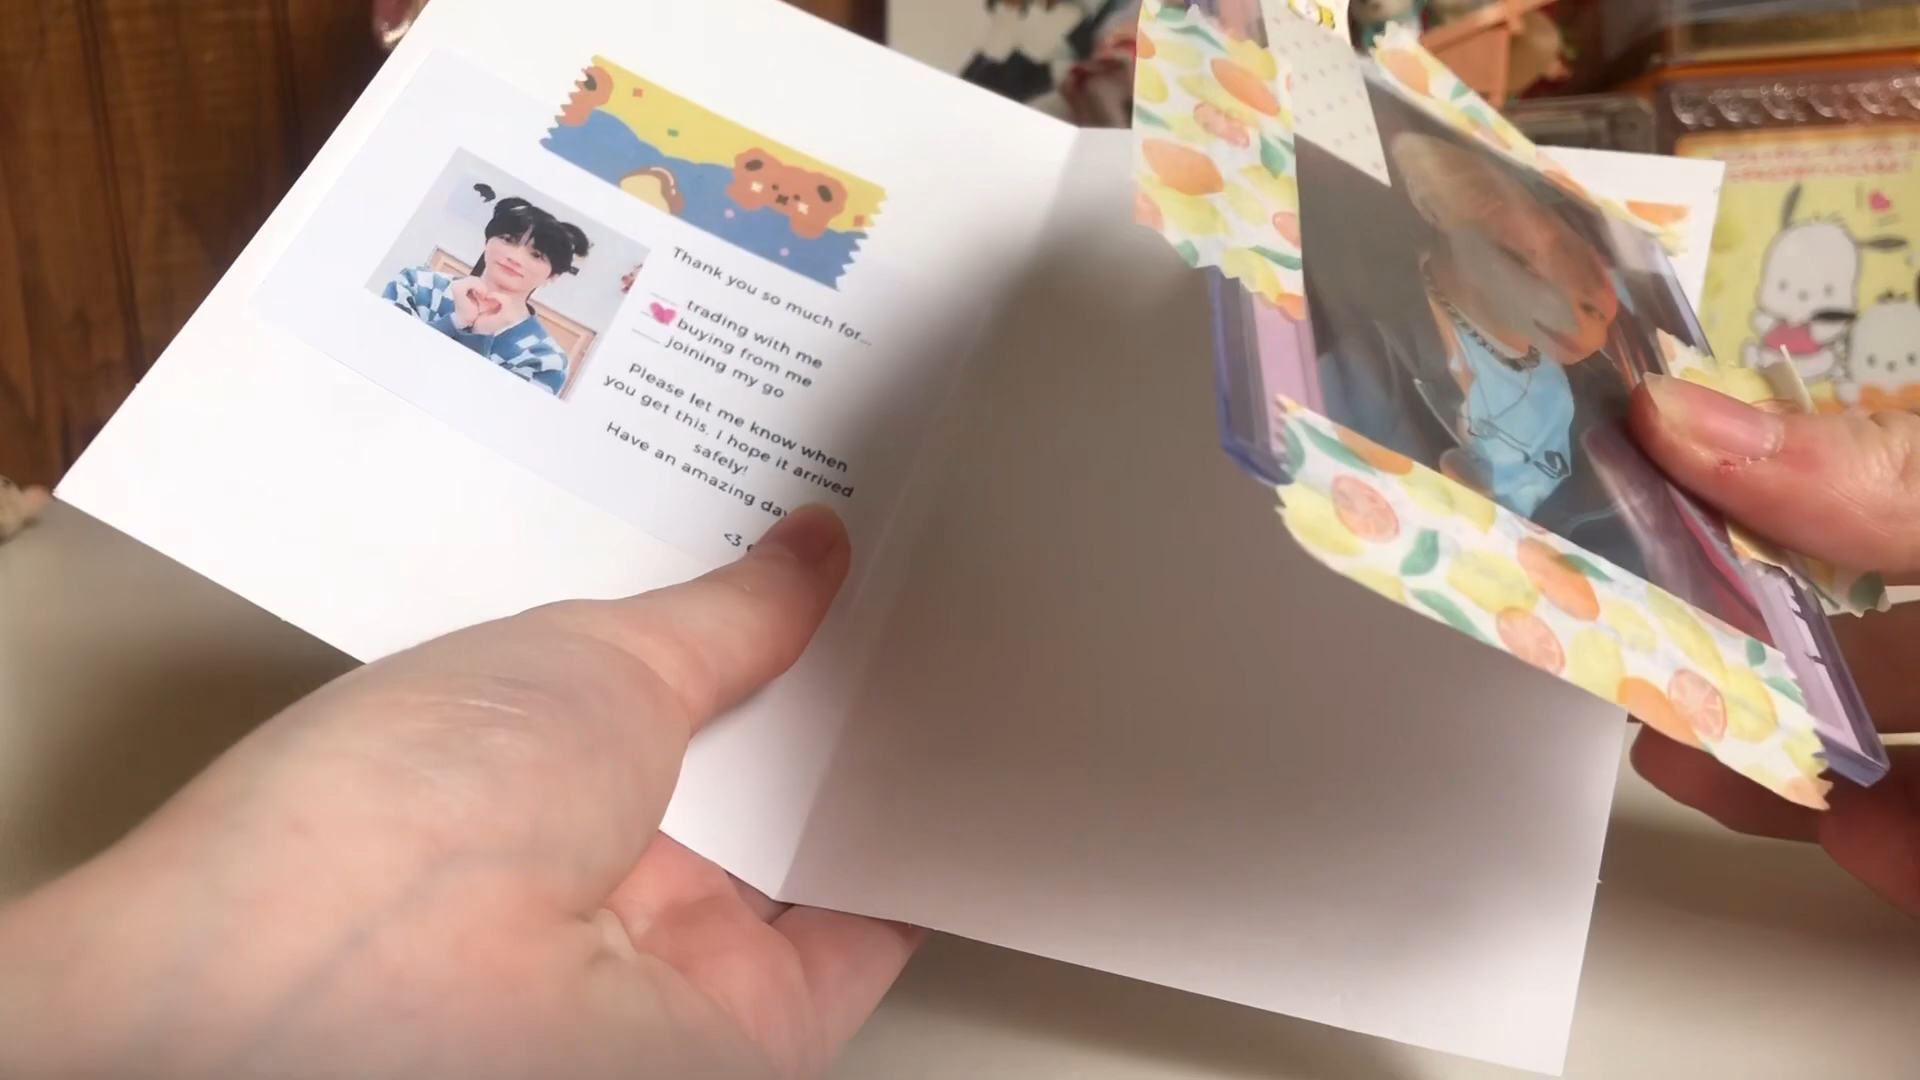 Thank you so much for...
trading with me
buying from me
joining my go
Please let me know when
you get this. I hope it arrived
safely!
Have an amazing day
<3